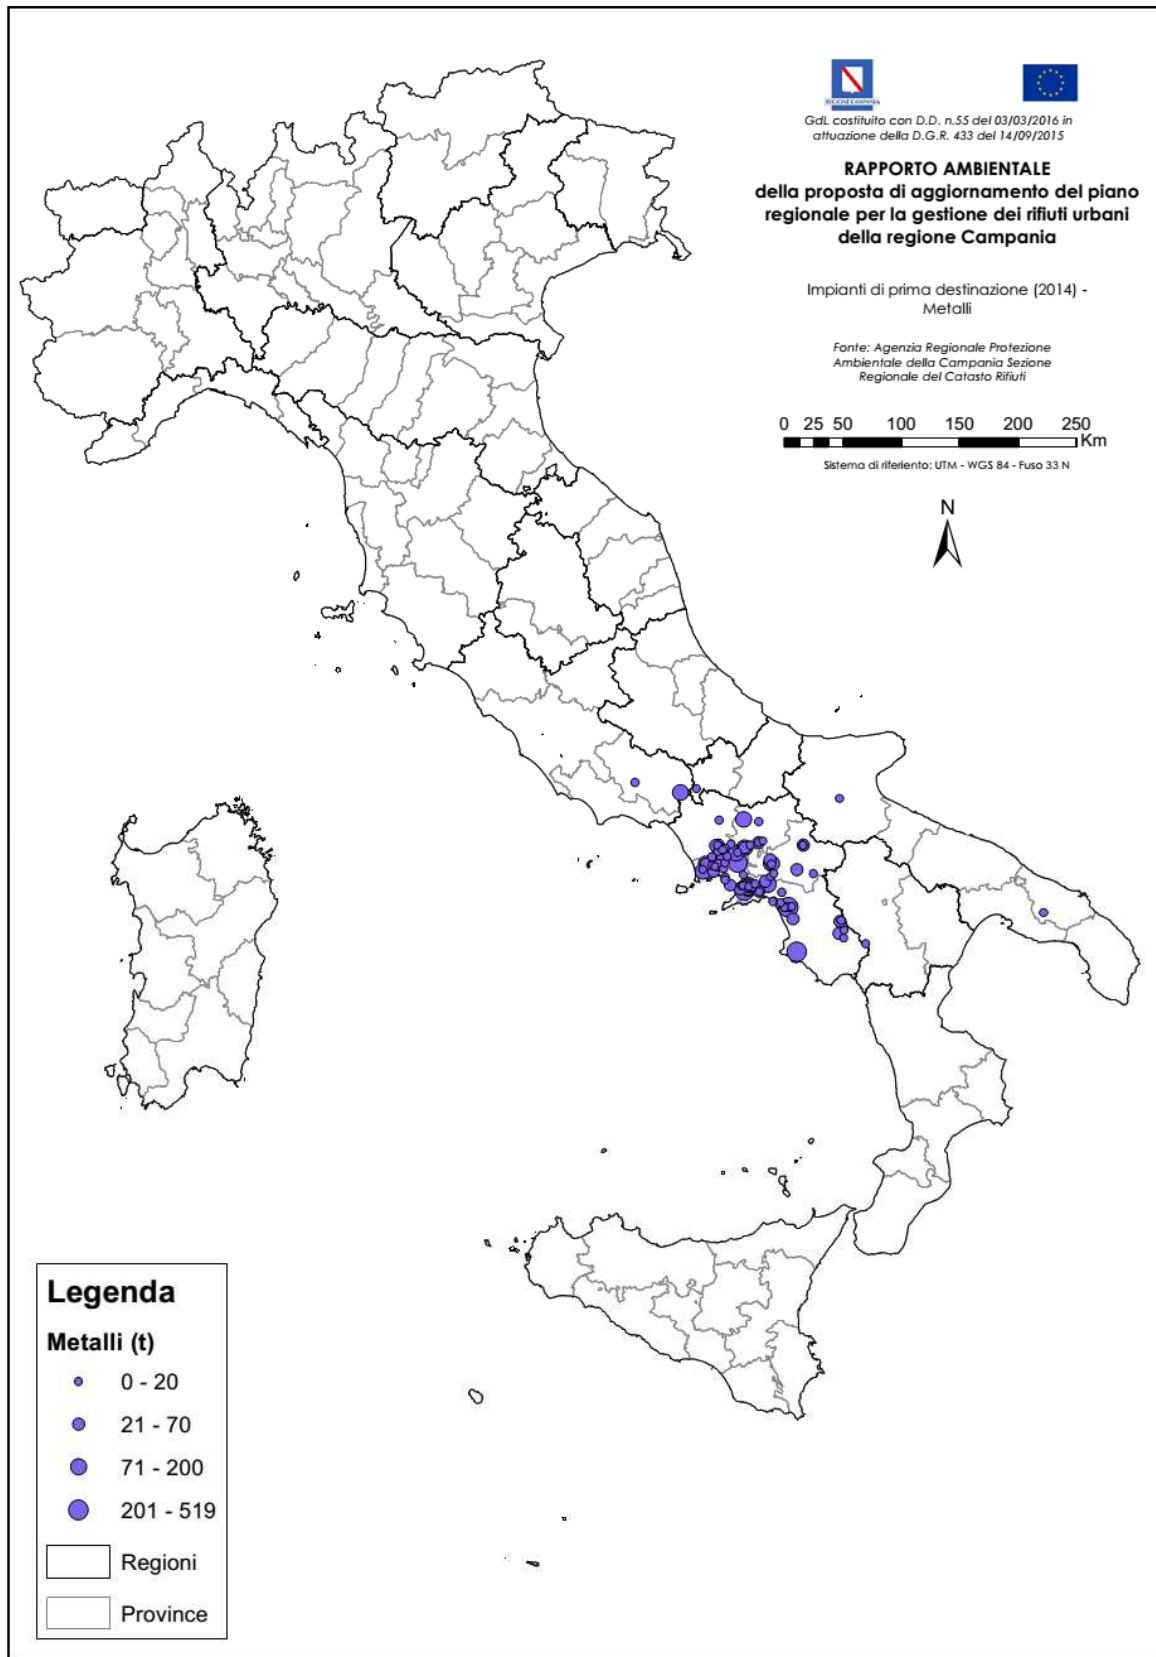 REGIONE CAMPANIA
GdL costituito con D.D. n.55 del 03/03/2016 in
attuazione della D.G.R. 433 del 14/09/2015
RAPPORTO AMBIENTALE
della proposta di aggiornamento del piano
regionale per la gestione dei rifiuti urbani
della regione Campania
Impianti di prima destinazione (2014) -
Metalli
Fonte: Agenzia Regionale Protezione
Ambientale della Campania Sezione
Regionale del Catasto Rifiuti
0 25 50 100 150 200 250
Km
Sistema di riferiento: UTM - WGS 84 - Fuso 33 N
N
Legenda
Metalli (t)
0 - 20
21 - 70
71 - 200
201 - 519
Regioni
Province